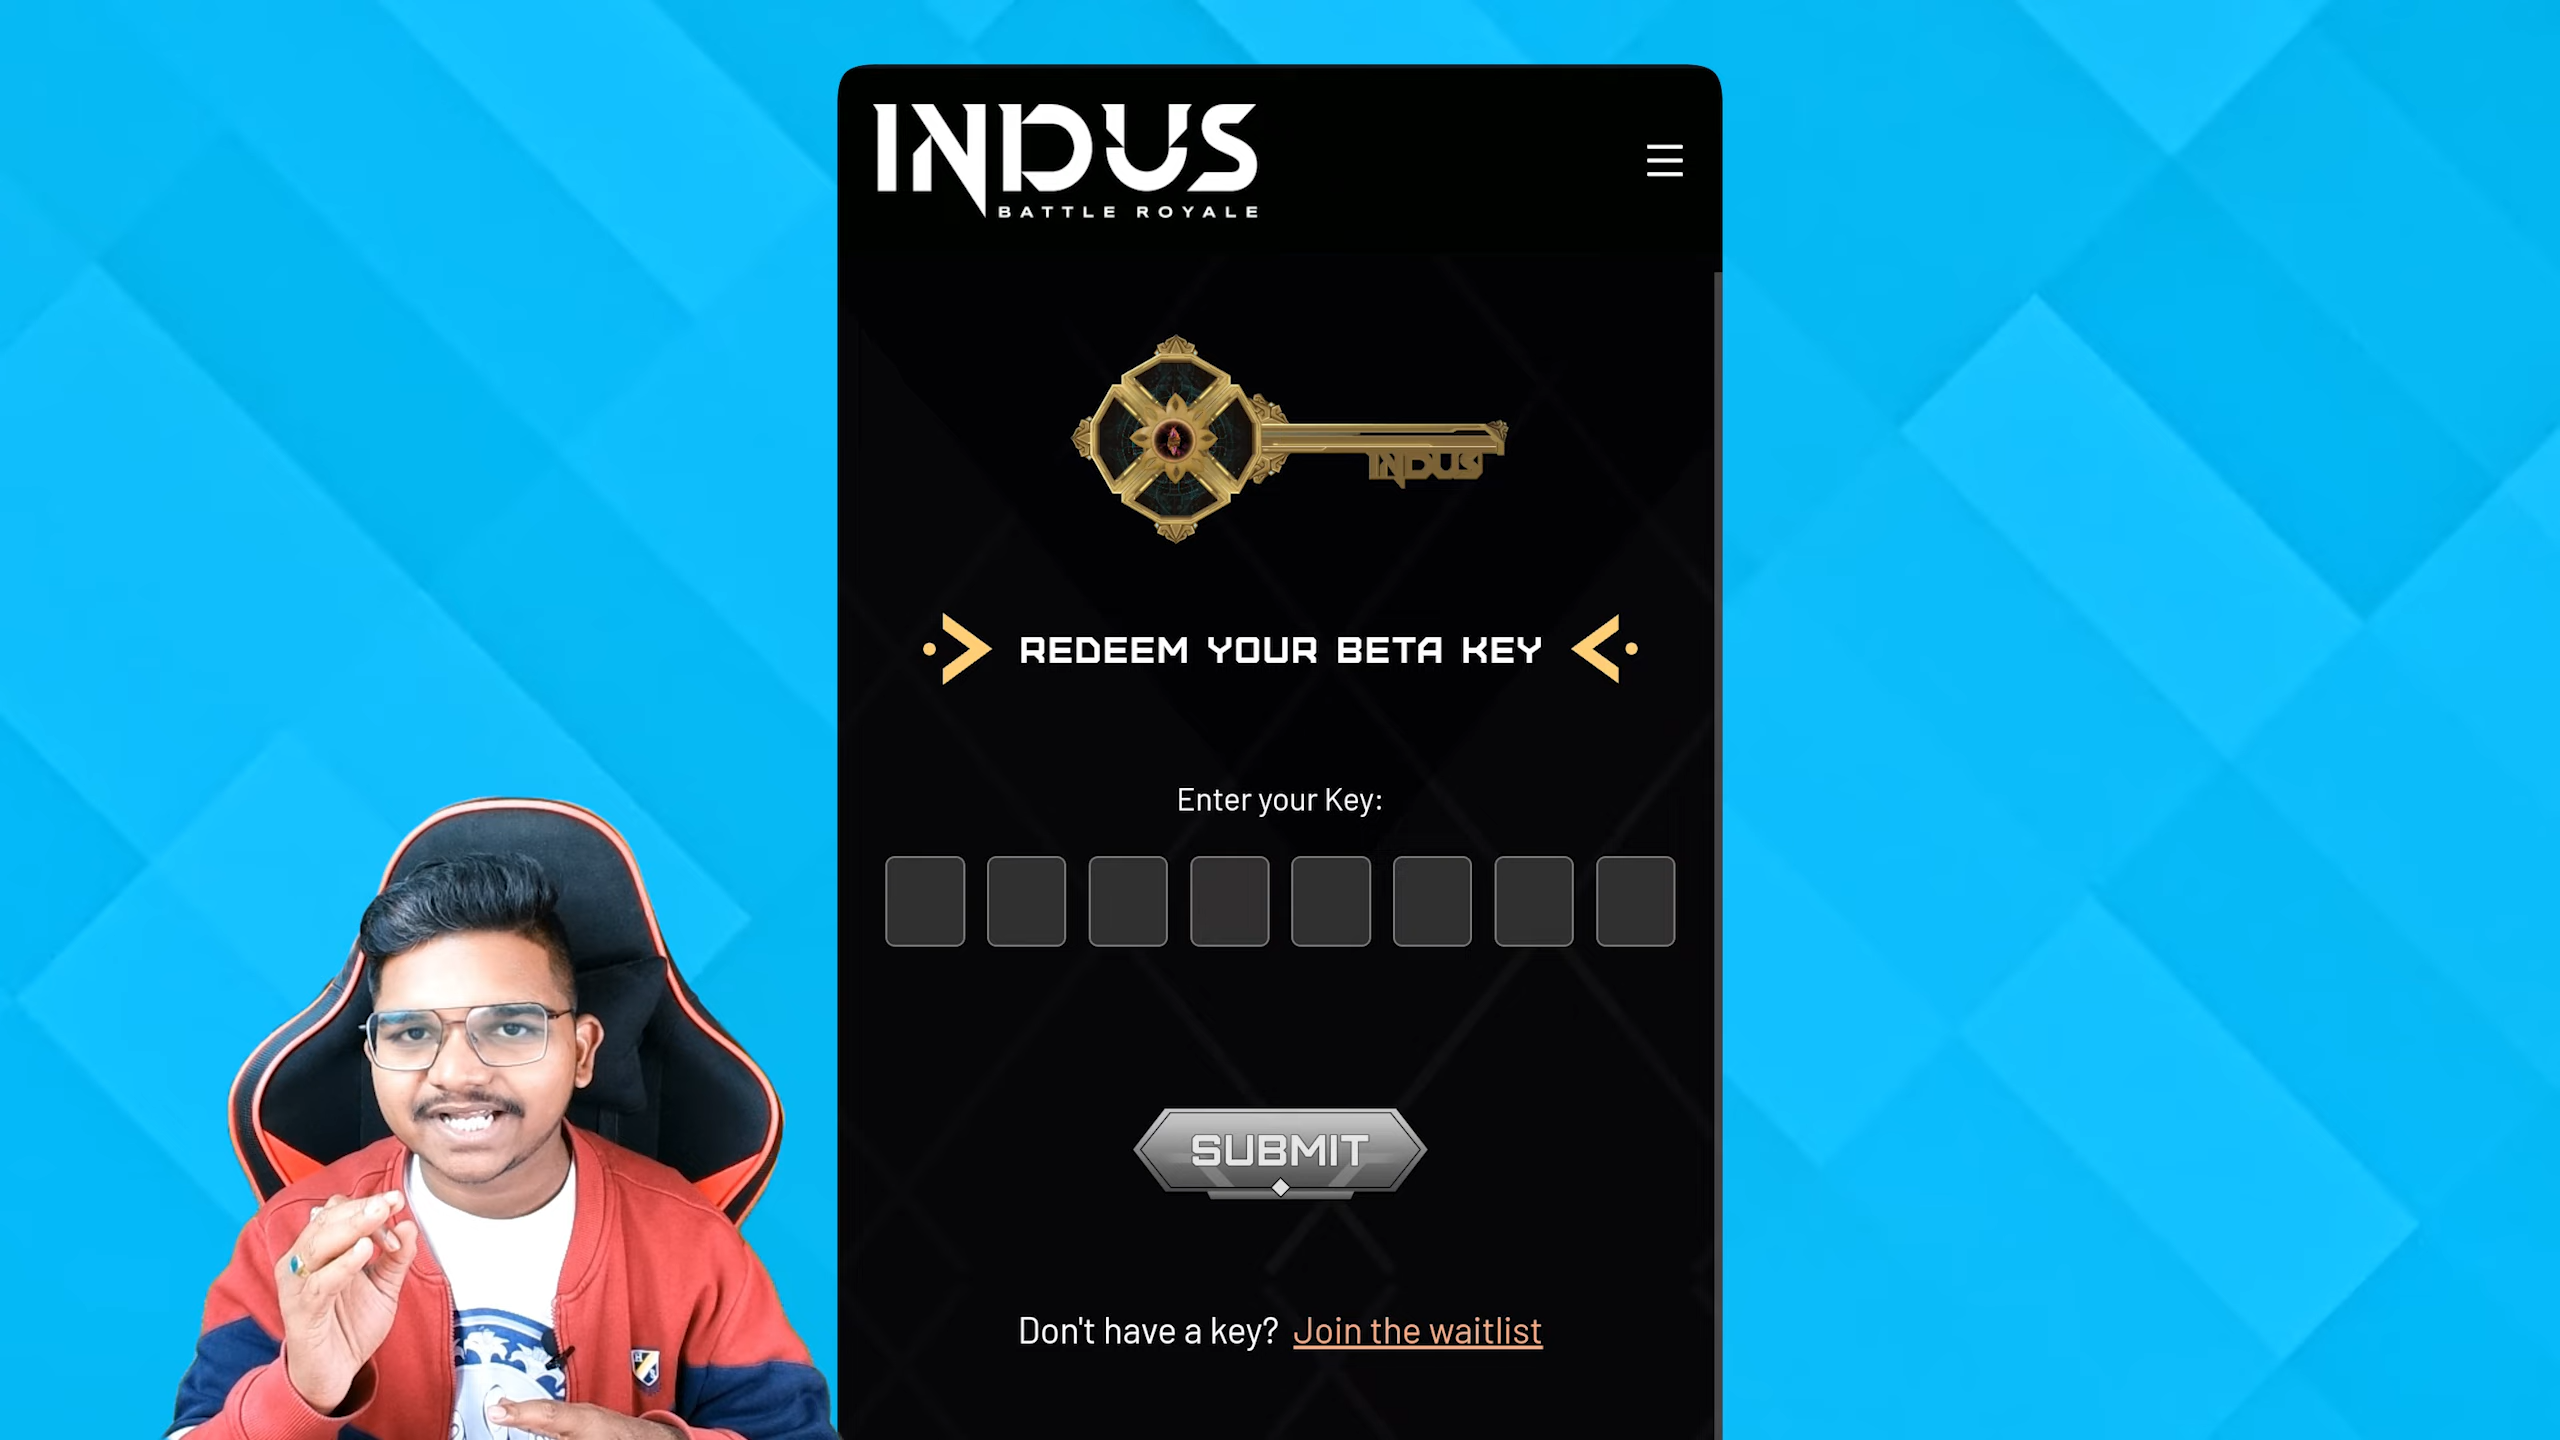 INDUS
BATTLE ROYALE
INDUS
REDEEM YOUR BETA KEY
Enter your Key:
SUBMIT
Don't have a key? Join the waitlist